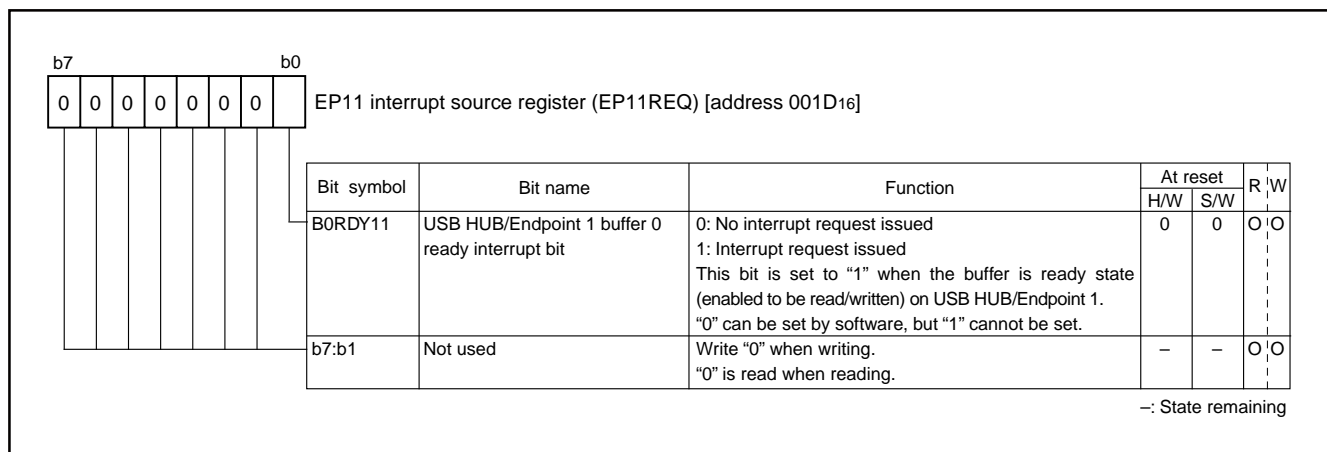 b7 b0
0 0 0 0 0 0 0
EP11 interrupt source register (EP11REQ) [address 001D16]
Bit symbol Bit name Function At reset R W
H/W S/W
B0RDY11 USB HUB/Endpoint 1 buffer 0 0: No interrupt request issued 0 0 O O
ready interrupt bit 1: Interrupt request issued
This bit is set to “1” when the buffer is ready state
(enabled to be read/written) on USB HUB/Endpoint 1.
“0” can be set by software, but “1” cannot be set.
b7:b1 Not used Write “0” when writing. – – O O
“0” is read when reading.
–: State remaining